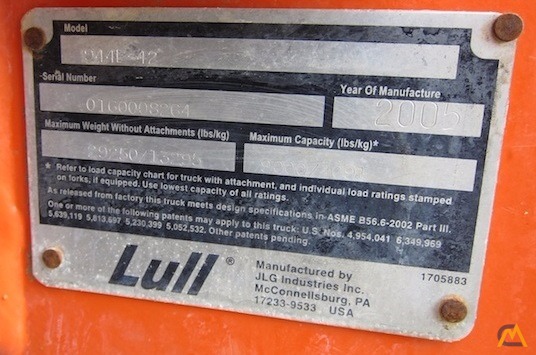 Model
944E-42
Serial Number
Year Of Manufacture
0160008264
2005
Maximum Weight Without Attachments (lbs/kg)
Maximum Capacity (lbs/kg)*
29250/13295
* Refer to load capacity chart for truck with attachment, and individual load ratings stamped
on forks, if equipped. Use lowest capacity of all ratings.
As released from factory this truck meets design specifications in-ASME B56.6-2002 Part III.
One or more of the following patents may apply to this truck: U.S. Nos. 4,954,041 6,349,969
5,639,119 5,813,697 5,230,399 5,052,532. Other patents pending.
Lull®
Manufactured by
JLG Industries Inc.
McConnellsburg, PA
17233-9533 USA
1705883